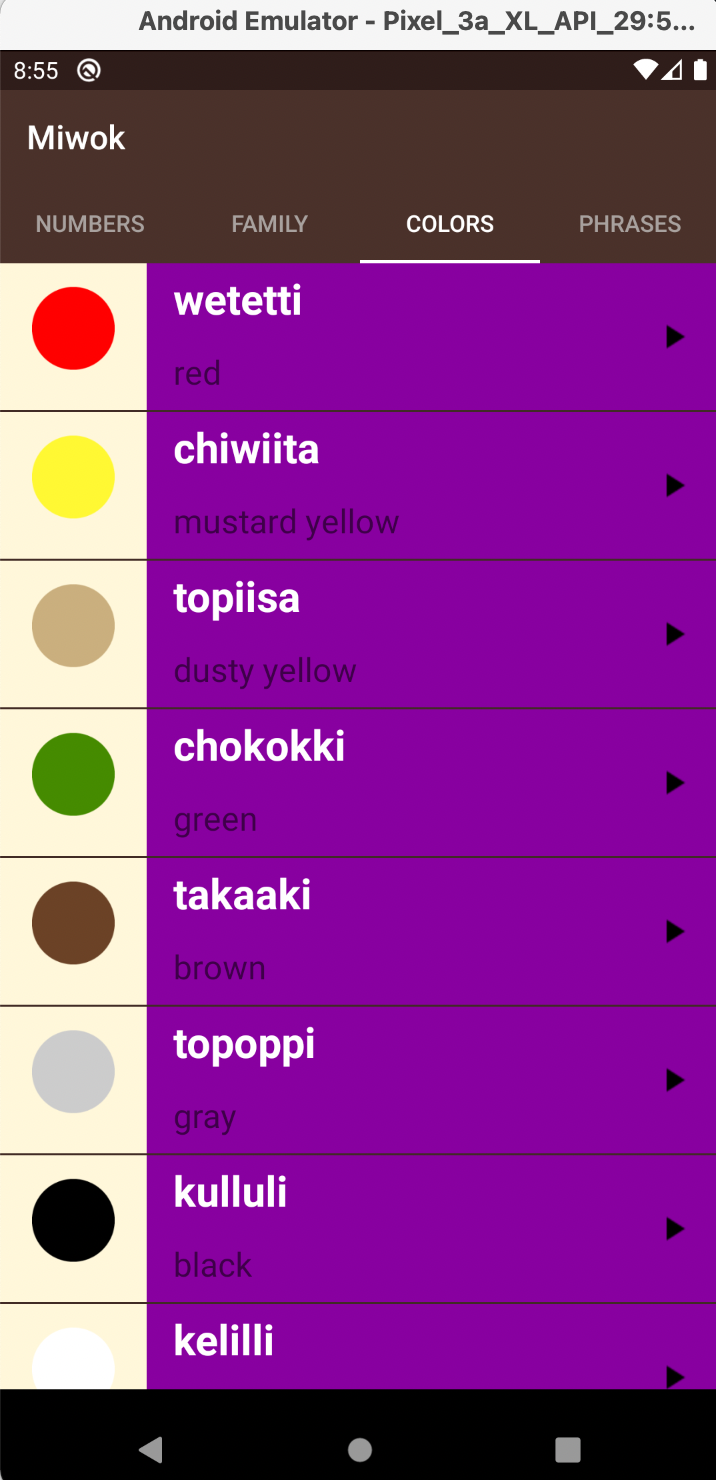 Android Emulator - Pixel_3a_XL_API_29:5...
8:55
Miwok
NUMBERS FAMILY COLORS PHRASES
wetetti
red
chiwiita
mustard yellow
topiisa
dusty yellow
chokokki
green
takaaki
brown
topoppi
gray
kulluli
black
kelilli